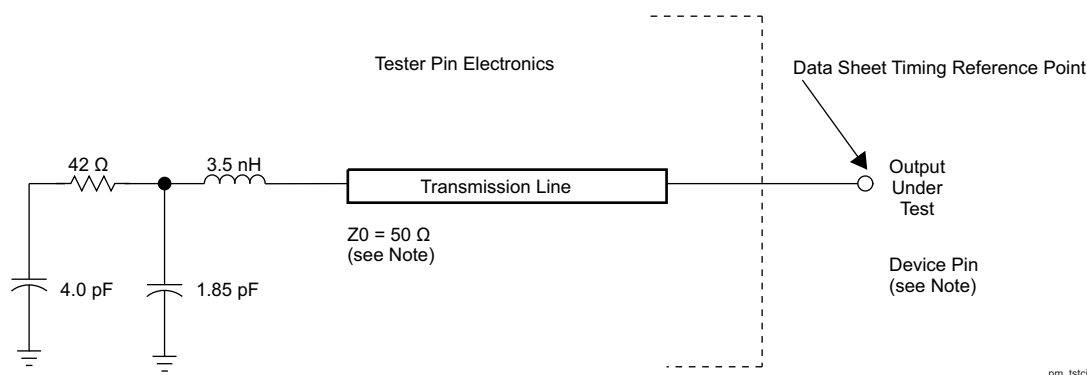 Tester Pin Electronics
Data Sheet Timing Reference Point
42 Ω
3.5 nH
Transmission Line
Output
Under
Test
Z0 = 50 Ω
(see Note)
4.0 pF
1.85 pF
Device Pin
(see Note)